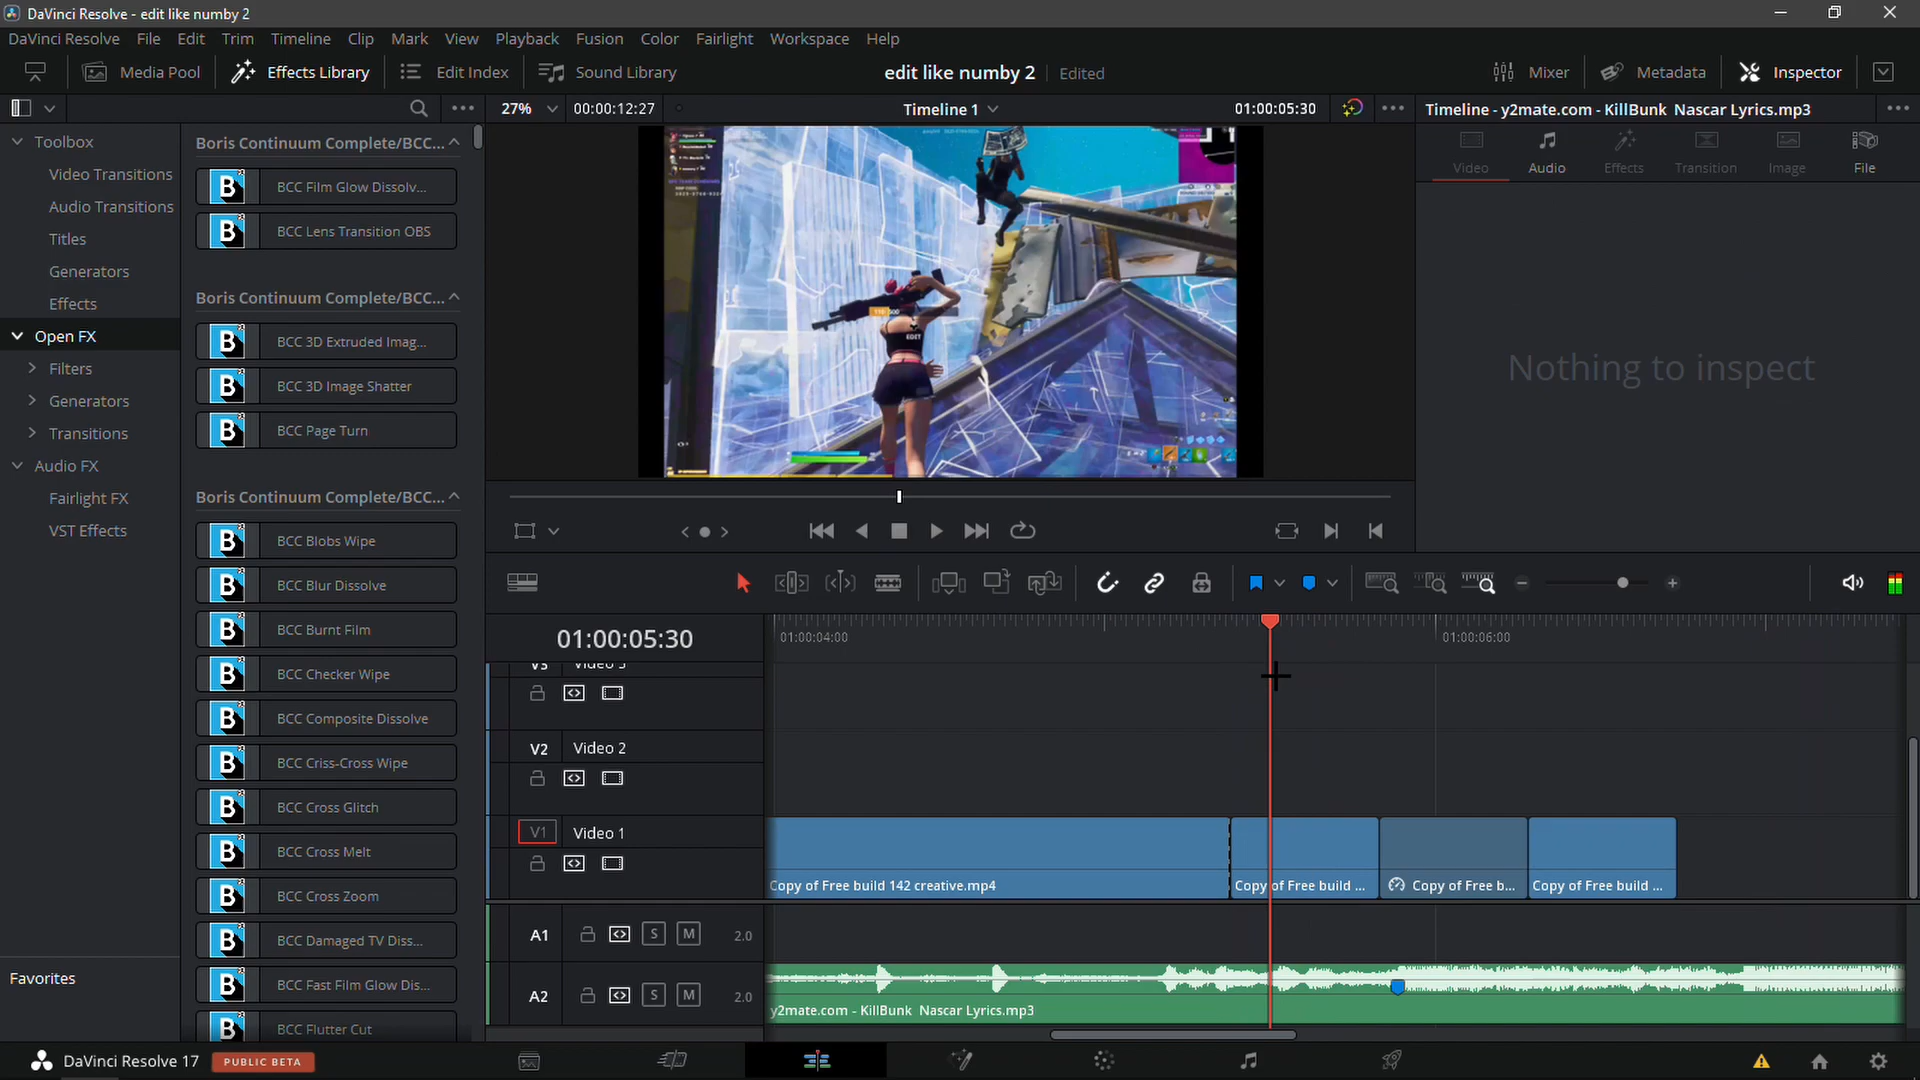 DaVinci Resolve - edit like numby 2
DaVinci Resolve File Edit Trim Timeline Clip Mark View Playback Fusion Color Fairlight Workspace Help
Media Pool Effects Library Edit Index Sound Library edit like numby 2 Edited Mixer Metadata Inspector
27% 00:00:12:27 Timeline 1 01:00:05:30 Timeline - y2mate.com - KillBunk Nascar Lyrics.mp3
Video Audio Effects Transition Image File
Nothing to inspect
Toolbox
Video Transitions
Audio Transitions
Titles
Generators
Effects
Open FX
Filters
Generators
Transitions
Audio FX
Fairlight FX
VST Effects
Favorites
Boris Continuum Complete/BCC...
BCC Film Glow Dissolv...
BCC Lens Transition OBS
Boris Continuum Complete/BCC...
BCC 3D Extruded Imag...
BCC 3D Image Shatter
BCC Page Turn
Boris Continuum Complete/BCC...
BCC Blobs Wipe
BCC Blur Dissolve
BCC Burnt Film
BCC Checker Wipe
BCC Composite Dissolve
BCC Criss-Cross Wipe
BCC Cross Glitch
BCC Cross Melt
BCC Cross Zoom
BCC Damaged TV Diss...
BCC Fast Film Glow Dis...
BCC Flutter Cut
EDIT
01:00:05:30 01:00:04:00 01:00:06:00
V3 Video 3
V2 Video 2
V1 Video 1
Copy of Free build 142 creative.mp4 Copy of Free build ... Copy of Free b... Copy of Free build ...
A1 S M 2.0
A2 S M 2.0
y2mate.com - KillBunk Nascar Lyrics.mp3
DaVinci Resolve 17 PUBLIC BETA